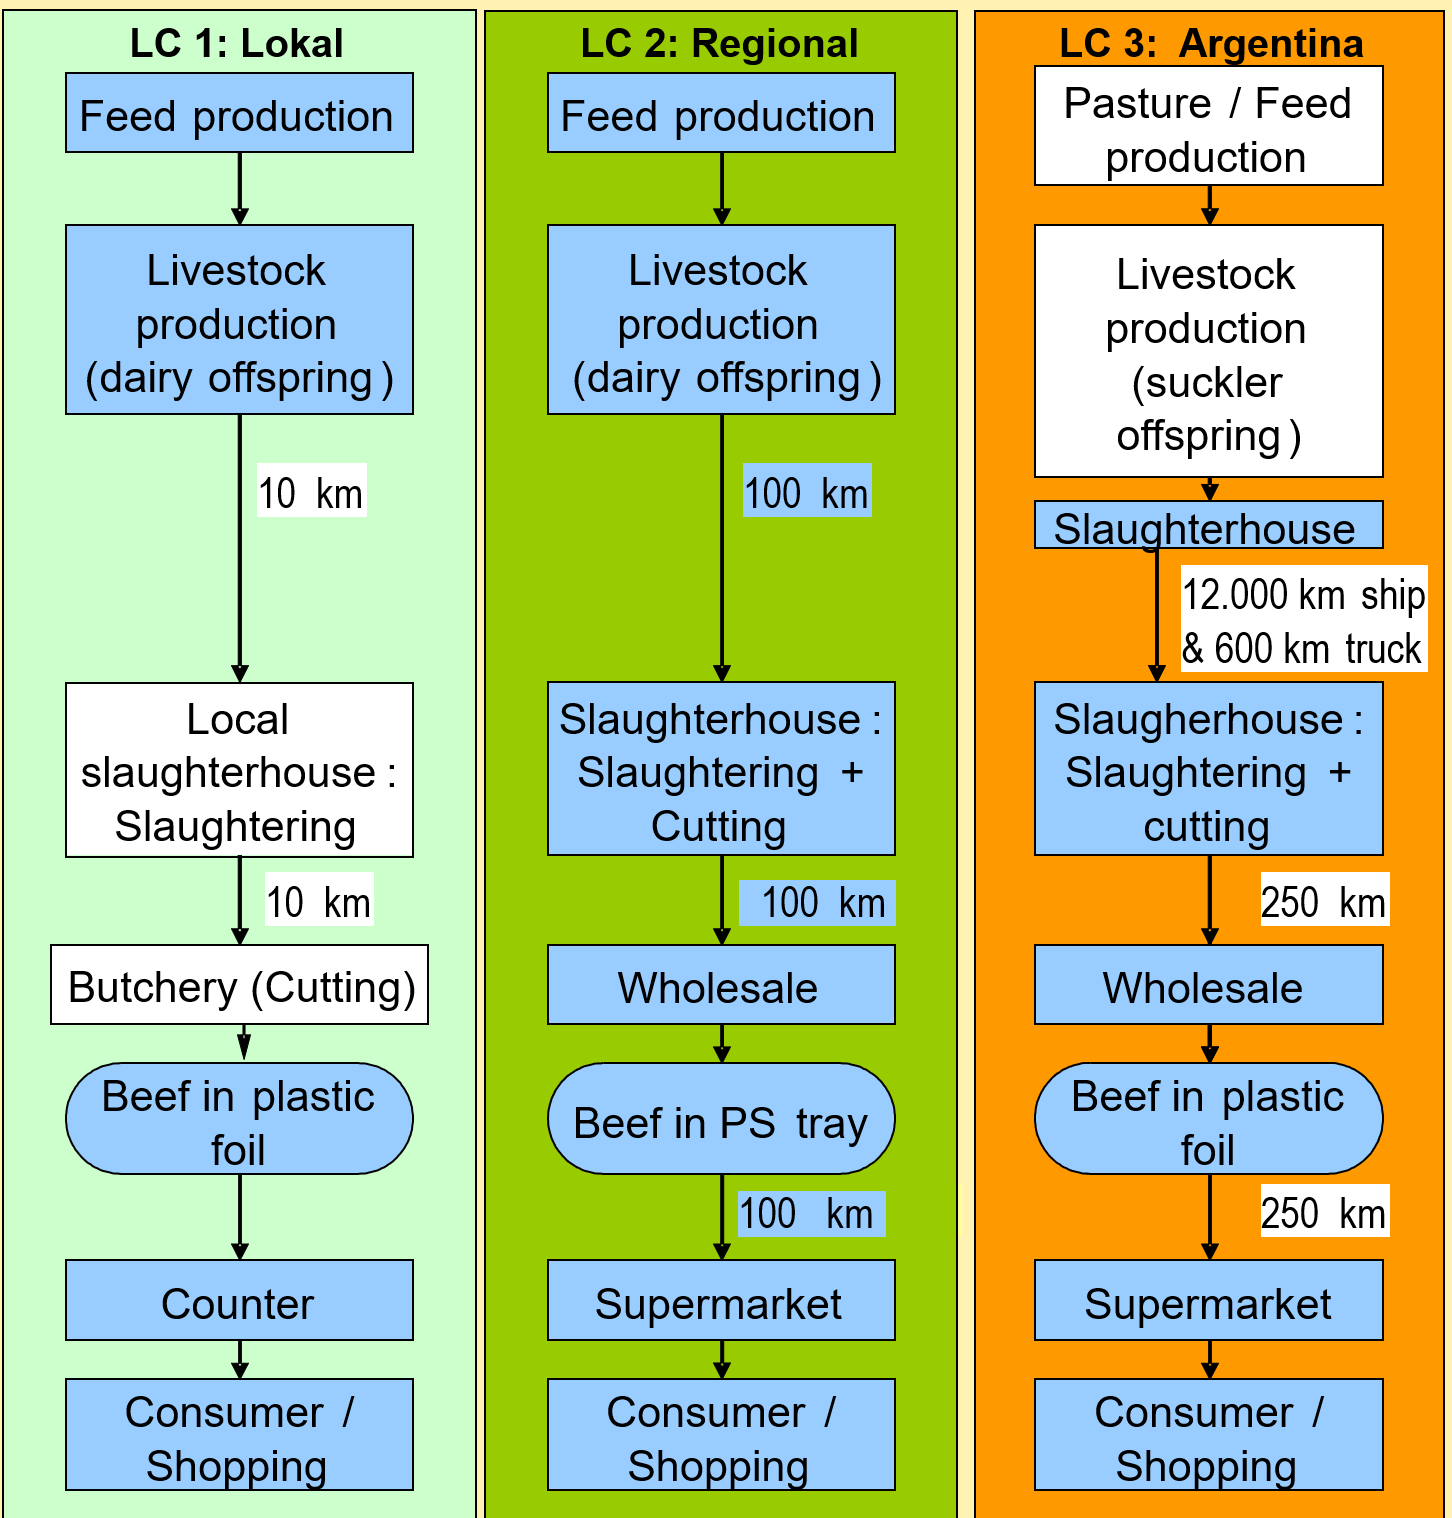 LC 1: Lokal
Feed production
Livestock
production
(dairy offspring)
10 km
Local
slaughterhouse:
Slaughtering
10 km
Butchery (Cutting)
Beef in plastic
foil
Counter
Consumer /
Shopping
LC 2: Regional
Feed production
Livestock
production
(dairy offspring)
100 km
Slaughterhouse:
Slaughtering +
Cutting
100 km
Wholesale
Beef in PS tray
100 km
Supermarket
Consumer /
Shopping
LC 3: Argentina
Pasture / Feed
production
Livestock
production
(suckler
offspring)
Slaughterhouse
12.000 km ship
& 600 km truck
Slaugherhouse:
Slaughtering +
cutting
250 km
Wholesale
Beef in plastic
foil
250 km
Supermarket
Consumer /
Shopping